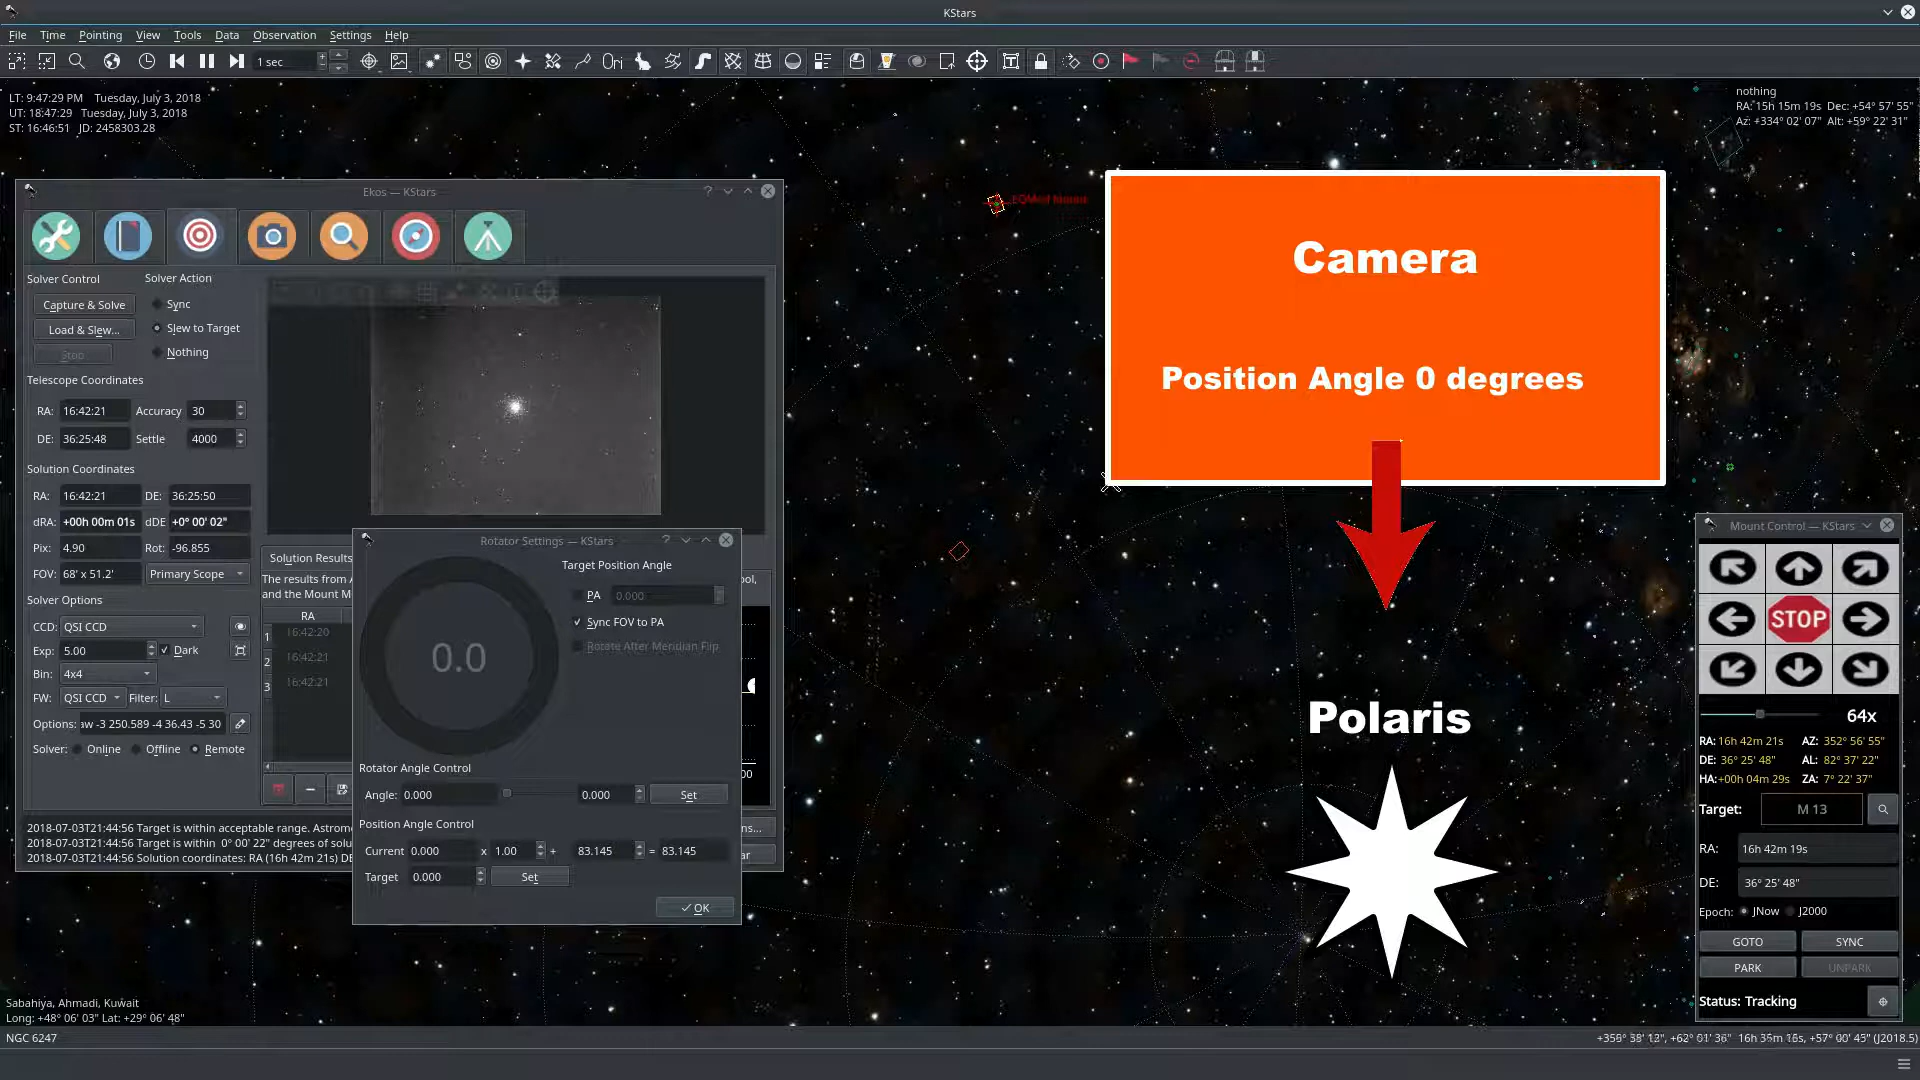 KStars
File Time Pointing View Tools Data Observation Settings Help
1 sec
LT: 9:47:29 PM Tuesday, July 3, 2018
UT: 18:47:29 Tuesday, July 3, 2018
ST: 16:46:51 JD: 2458303.28
nothing
RA: 15h 15m 19s Dec: +54° 57' 55"
Az: +334° 02' 07" Alt: +59° 22' 31"
Ekos — KStars
Solver Control
Solver Action
Capture & Solve
Sync
Load & Slew...
Slew to Target
Stop
Nothing
Telescope Coordinates
RA: 16:42:21 Accuracy 30
DE: 36:25:48 Settle 4000
Solution Coordinates
RA: 16:42:21 DE: 36:25:50
dRA: +00h 00m 01s dDE +0° 00' 02"
Pix: 4.90 Rot: -96.855
FOV: 68' x 51.2' Primary Scope
Solver Options
CCD: QSI CCD
Exp: 5.00 Dark
Bin: 4x4
FW: QSI CCD Filter: L
Options: aw -3 250.589 -4 36.43 -5 30
Solver: Online Offline Remote
Solution Results
The results from
and the Mount M
RA
1 16:42:20
2 16:42:21
3 16:42:21
2018-07-03T21:44:56 Target is within acceptable range. Astrom
2018-07-03T21:44:56 Target is within 0° 00' 22" degrees of solu
2018-07-03T21:44:56 Solution coordinates: RA (16h 42m 21s) DE
Rotator Settings — KStars
Target Position Angle
PA 0.000
Sync FOV to PA
Rotate After Meridian Flip
0.0
Rotator Angle Control
Angle: 0.000 0.000 Set
Position Angle Control
Current 0.000 x 1.00 + 83.145 = 83.145
Target 0.000 Set
OK
EQMod Mount
Camera
Position Angle 0 degrees
Polaris
Mount Control — KStars
STOP
64x
RA: 16h 42m 21s AZ: 352° 56' 55"
DE: 36° 25' 48" AL: 82° 37' 22"
HA: +00h 04m 29s ZA: 7° 22' 37"
Target: M 13
RA: 16h 42m 19s
DE: 36° 25' 48"
Epoch: JNow J2000
GOTO SYNC
PARK UNPARK
Status: Tracking
Sabahiya, Ahmadi, Kuwait
Long: +48° 06' 03" Lat: +29° 06' 48"
NGC 6247